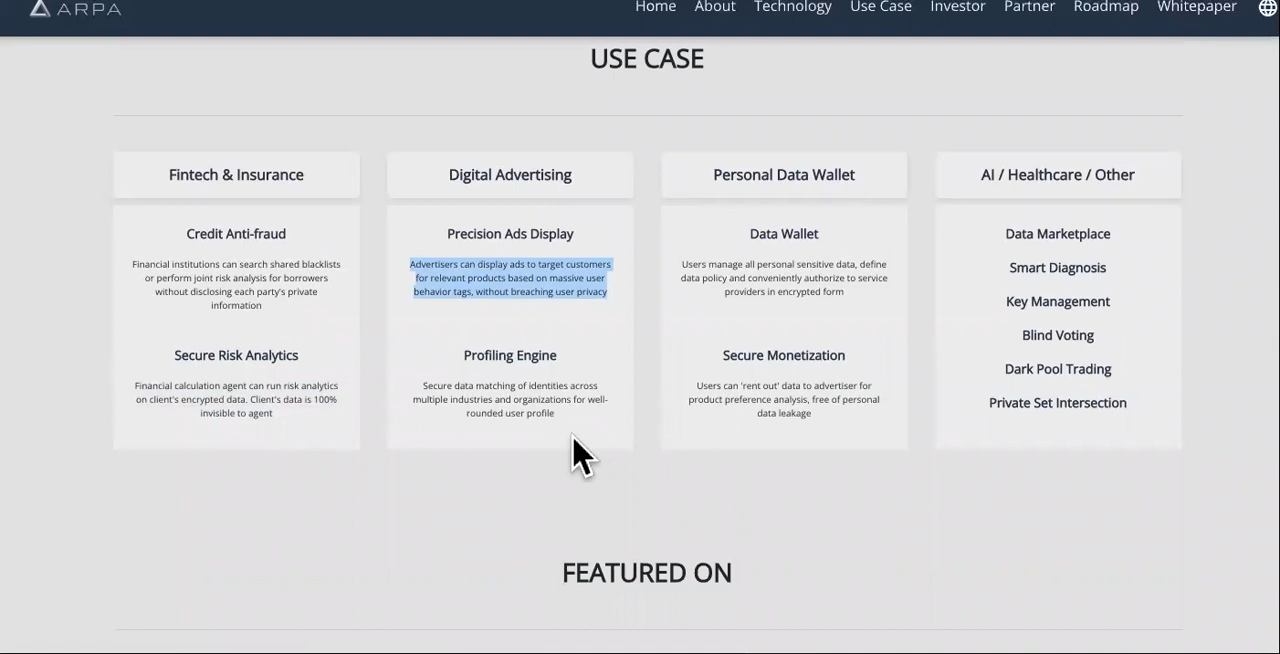 ARPA
Home About Technology Use Case Investor Partner Roadmap Whitepaper
USE CASE
Fintech & Insurance
Credit Anti-fraud
Financial institutions can search shared blacklists
or perform joint risk analysis for borrowers
without disclosing each party's private
information
Secure Risk Analytics
Financial calculation agent can run risk analytics
on client's encrypted data. Client's data is 100%
invisible to agent
Digital Advertising
Precision Ads Display
Advertisers can display ads to target customers
for relevant products based on massive user
behavior tags, without breaching user privacy
Profiling Engine
Secure data matching of identities across
multiple industries and organizations for well-
rounded user profile
Personal Data Wallet
Data Wallet
Users manage all personal sensitive data, define
data policy and conveniently authorize to service
providers in encrypted form
Secure Monetization
Users can 'rent out' data to advertiser for
product preference analysis, free of personal
data leakage
AI / Healthcare / Other
Data Marketplace
Smart Diagnosis
Key Management
Blind Voting
Dark Pool Trading
Private Set Intersection
FEATURED ON